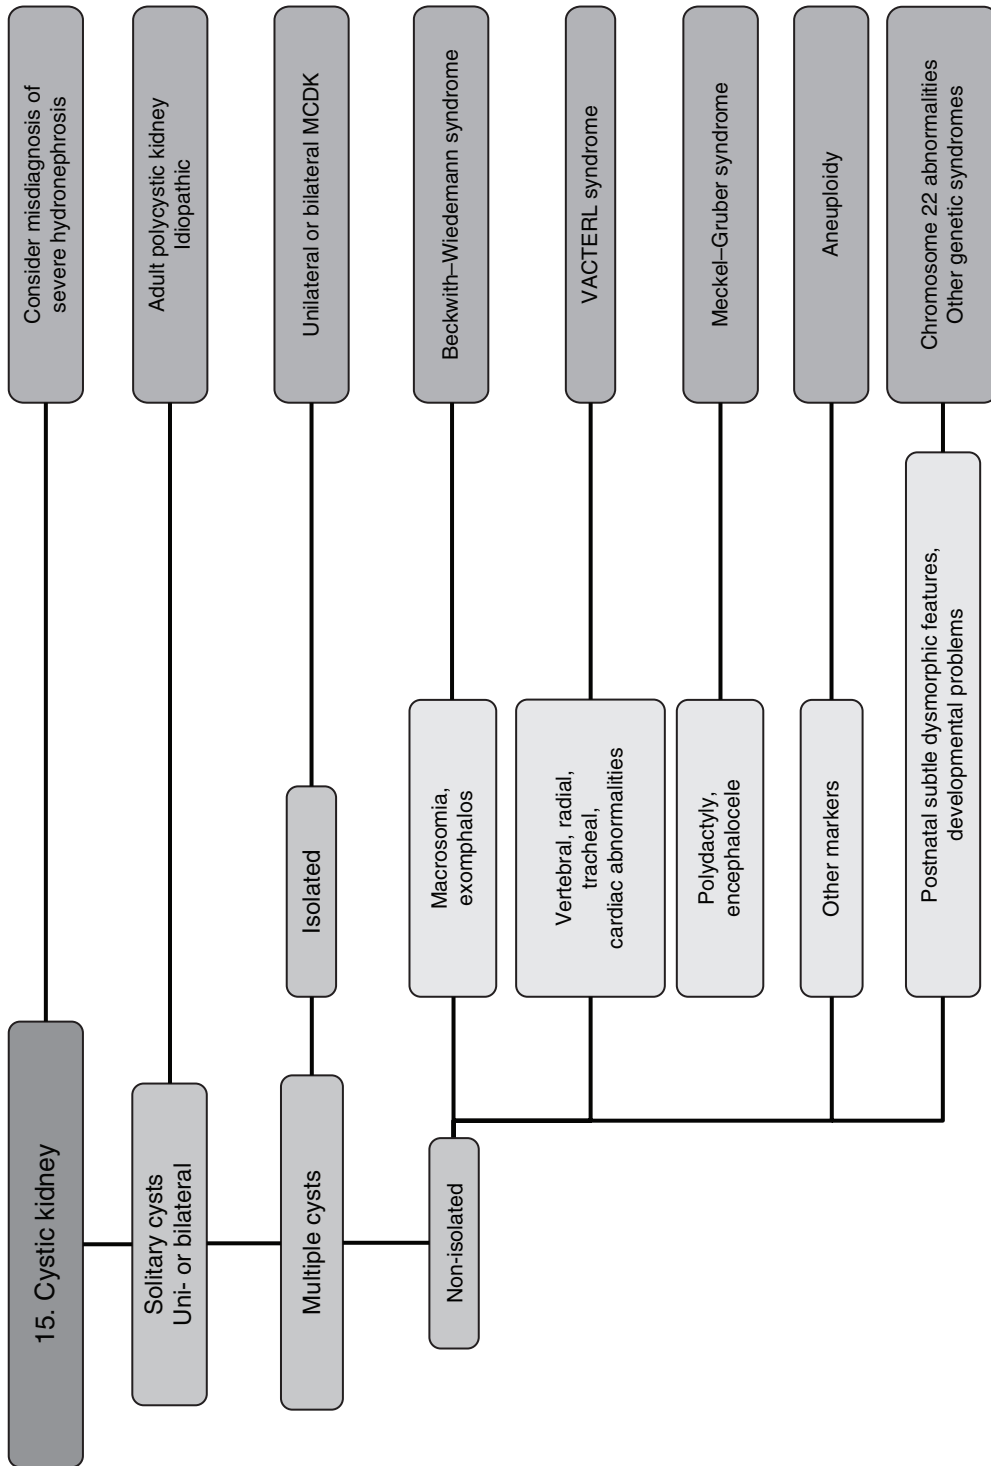 15. Cystic kidney
Consider misdiagnosis of
severe hydronephrosis
Solitary cysts
Uni- or bilateral
Adult polycystic kidney
Idiopathic
Multiple cysts
Isolated
Unilateral or bilateral MCDK
Non-isolated
Macrosomia,
exomphalos
Beckwith–Wiedemann syndrome
Vertebral, radial,
tracheal,
cardiac abnormalities
VACTERL syndrome
Polydactyly,
encephalocele
Meckel–Gruber syndrome
Other markers
Aneuploidy
Postnatal subtle dysmorphic features,
developmental problems
Chromosome 22 abnormalities
Other genetic syndromes